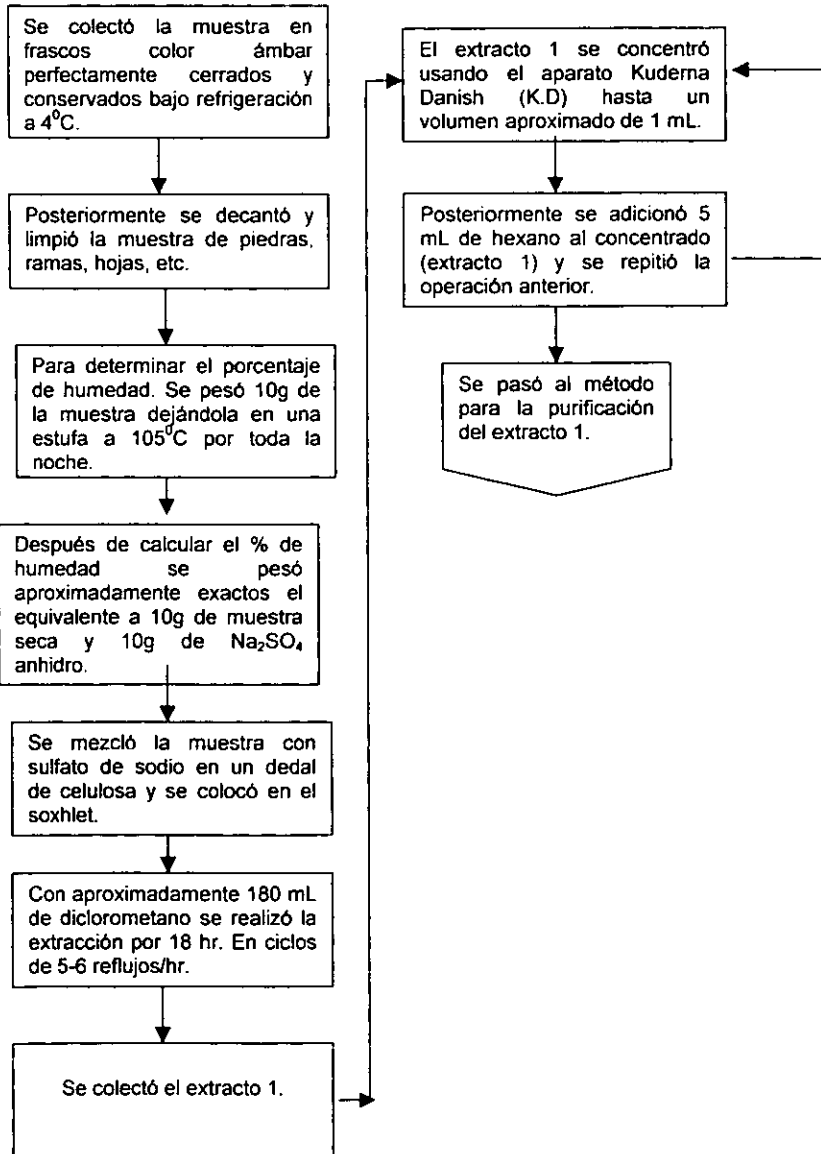 Se colectó la muestra en
frascos color ámbar
perfectamente cerrados y
conservados bajo refrigeración
a 4⁰C.
Posteriormente se decantó y
limpió la muestra de piedras,
ramas, hojas, etc.
Para determinar el porcentaje
de humedad. Se pesó 10g de
la muestra dejándola en una
estufa a 105⁰C por toda la
noche.
Después de calcular el % de
humedad se pesó
aproximadamente exactos el
equivalente a 10g de muestra
seca y 10g de Na₂SO₄
anhidro.
Se mezcló la muestra con
sulfato de sodio en un dedal
de celulosa y se colocó en el
soxhlet.
Con aproximadamente 180 mL
de diclorometano se realizó la
extracción por 18 hr. En ciclos
de 5-6 reflujos/hr.
Se colectó el extracto 1.
El extracto 1 se concentró
usando el aparato Kuderna
Danish (K.D) hasta un
volumen aproximado de 1 mL.
Posteriormente se adicionó 5
mL de hexano al concentrado
(extracto 1) y se repitió la
operación anterior.
Se pasó al método
para la purificación
del extracto 1.